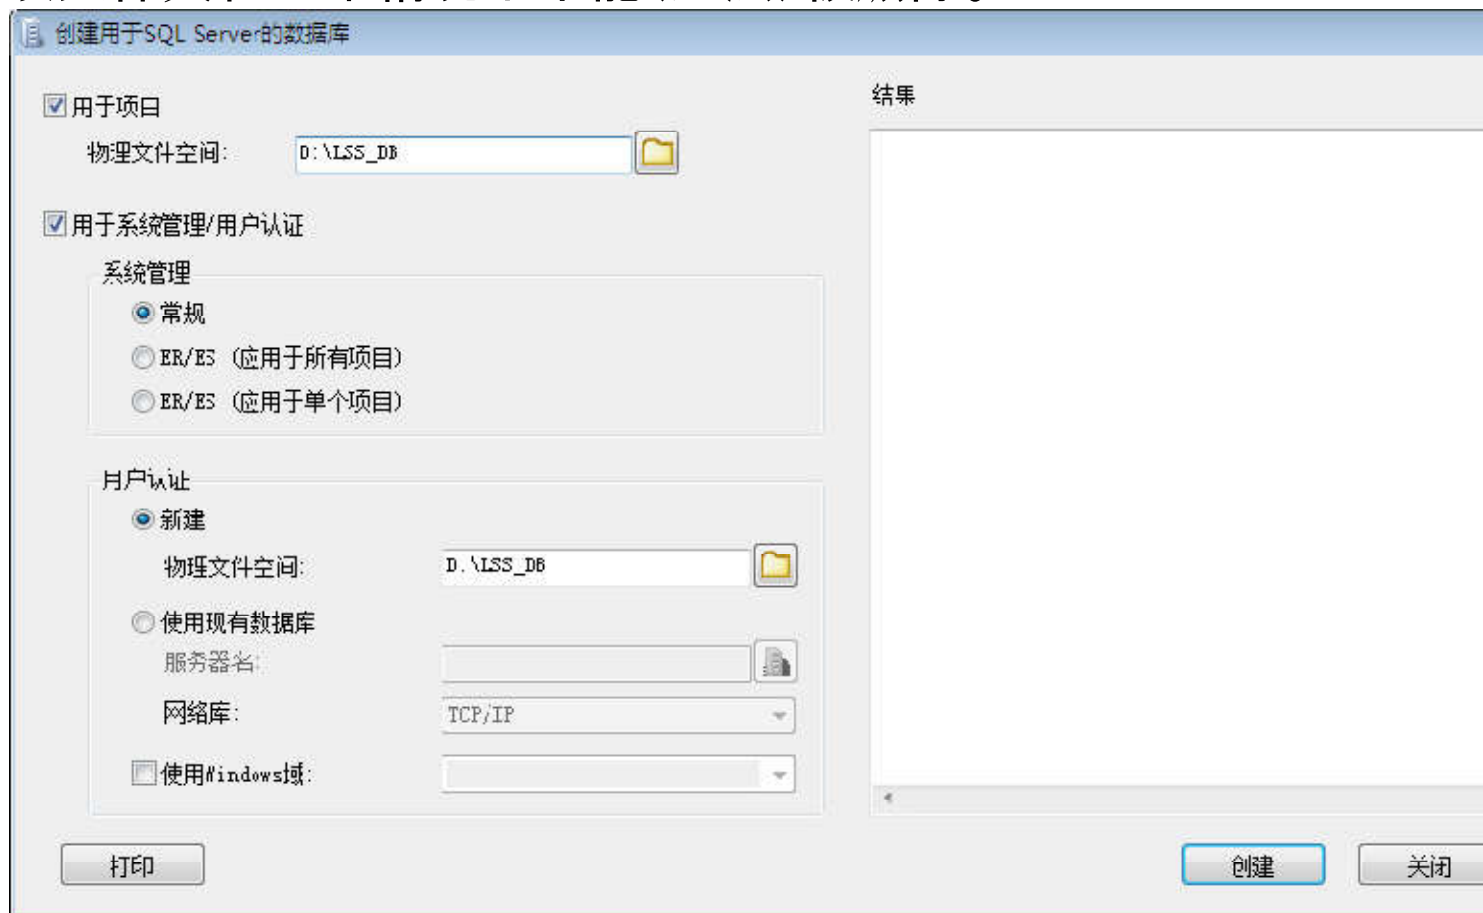 创建用于SQL Server的数据库
用于项目
物理文件空间:
D:\LSS_DB
用于系统管理/用户认证
系统管理
常规
ER/ES (应用于所有项目)
ER/ES (应用于单个项目)
用户认证
新建
物理文件空间:
D:\LSS_DB
使用现有数据库
服务器名:
网络库:
TCP/IP
使用Windows域:
打印
结果
创建
关闭